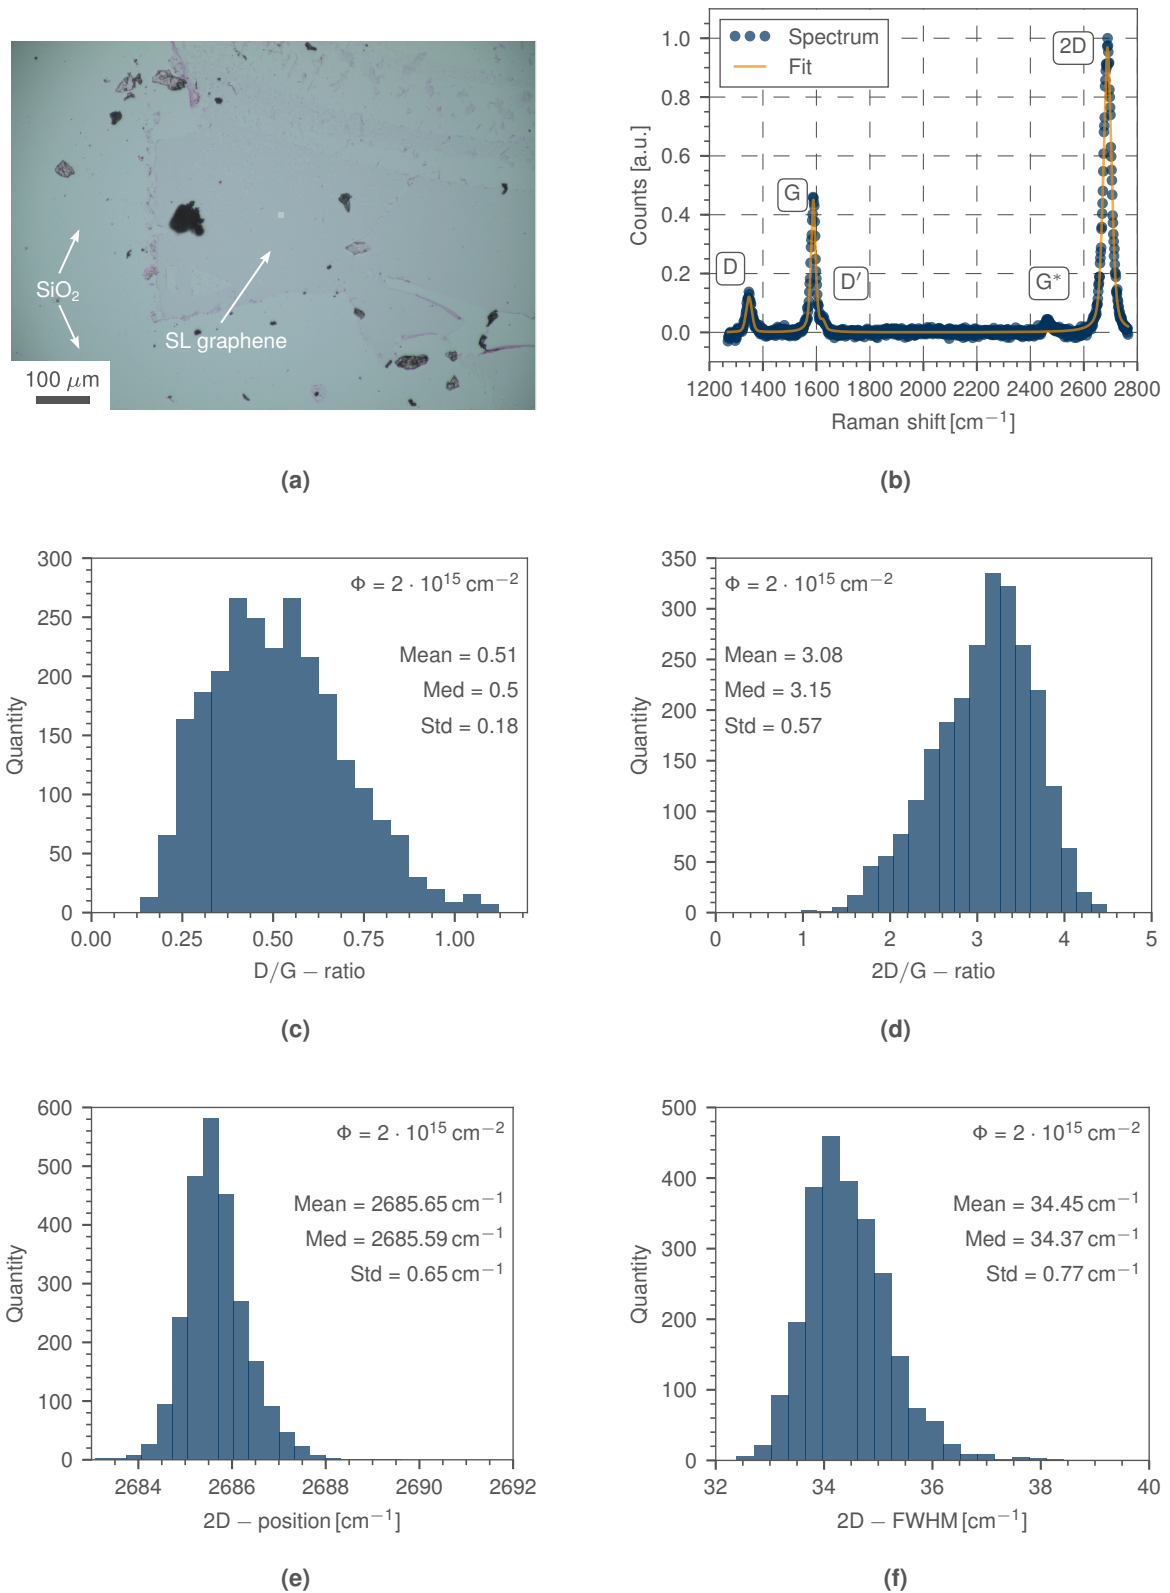 SiO₂
SL graphene
100 μm
(a)
Spectrum
Fit
2D
G
D
D′
G*
Counts [a.u.]
1.0
0.8
0.6
0.4
0.2
0.0
1200 1400 1600 1800 2000 2200 2400 2600 2800
Raman shift [cm⁻¹]
(b)
Φ = 2 · 10¹⁵ cm⁻²
Mean = 0.51
Med = 0.5
Std = 0.18
Quantity
300
250
200
150
100
50
0
0.00 0.25 0.50 0.75 1.00
D/G − ratio
(c)
Φ = 2 · 10¹⁵ cm⁻²
Mean = 3.08
Med = 3.15
Std = 0.57
Quantity
350
300
250
200
150
100
50
0
0 1 2 3 4 5
2D/G − ratio
(d)
Φ = 2 · 10¹⁵ cm⁻²
Mean = 2685.65 cm⁻¹
Med = 2685.59 cm⁻¹
Std = 0.65 cm⁻¹
Quantity
600
500
400
300
200
100
0
2684 2686 2688 2690 2692
2D − position [cm⁻¹]
(e)
Φ = 2 · 10¹⁵ cm⁻²
Mean = 34.45 cm⁻¹
Med = 34.37 cm⁻¹
Std = 0.77 cm⁻¹
Quantity
500
400
300
200
100
0
32 34 36 38 40
2D − FWHM [cm⁻¹]
(f)